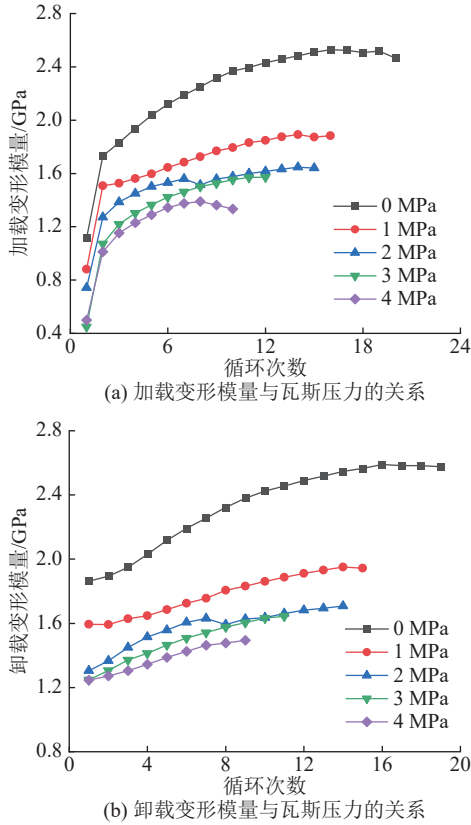 2.8
2.4
2.0
1.6
1.2
0.8
0.4
加载变形模量/GPa
0 MPa
1 MPa
2 MPa
3 MPa
4 MPa
0 6 12 18 24
循环次数
(a) 加载变形模量与瓦斯压力的关系
2.8
2.4
2.0
1.6
1.2
0.8
卸载变形模量/GPa
0 MPa
1 MPa
2 MPa
3 MPa
4 MPa
0 4 8 12 16 20
循环次数
(b) 卸载变形模量与瓦斯压力的关系